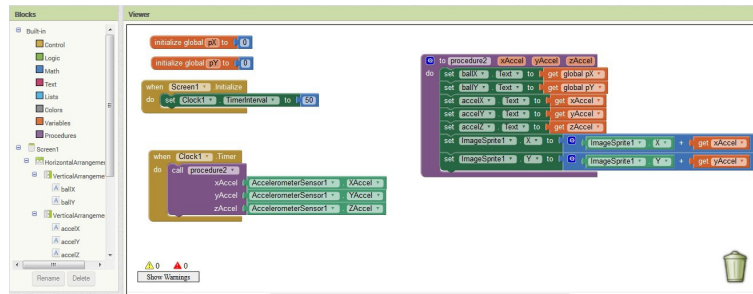 Blocks
Viewer
Built-in
Control
Logic
Math
Text
Lists
Colors
Variables
Procedures
Screen1
HorizontalArrangemer
VerticalArrangeme
ballX
ballY
VerticalArrangeme
accelX
accelY
accelZ
Rename Delete
initialize global pX to 0
initialize global pY to 0
when Screen1 .Initialize
do set Clock1 . TimerInterval to 50
when Clock1 .Timer
do call procedure2
xAccel AccelerometerSensor1 . XAccel
yAccel AccelerometerSensor1 . YAccel
zAccel AccelerometerSensor1 . ZAccel
to procedure2 xAccel yAccel zAccel
do set ballX . Text to get global pX
set ballY . Text to get global pY
set accelX . Text to get xAccel
set accelY . Text to get yAccel
set accelZ . Text to get zAccel
set ImageSprite1 . X to ImageSprite1 . X + get xAccel
set ImageSprite1 . Y to ImageSprite1 . Y + get yAccel
0 0
Show Warnings